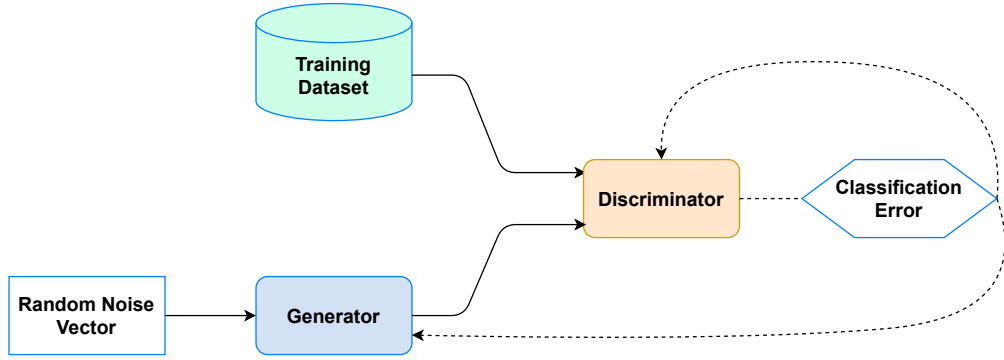 Training
Dataset
Discriminator
Classification
Error
Random Noise
Vector
Generator